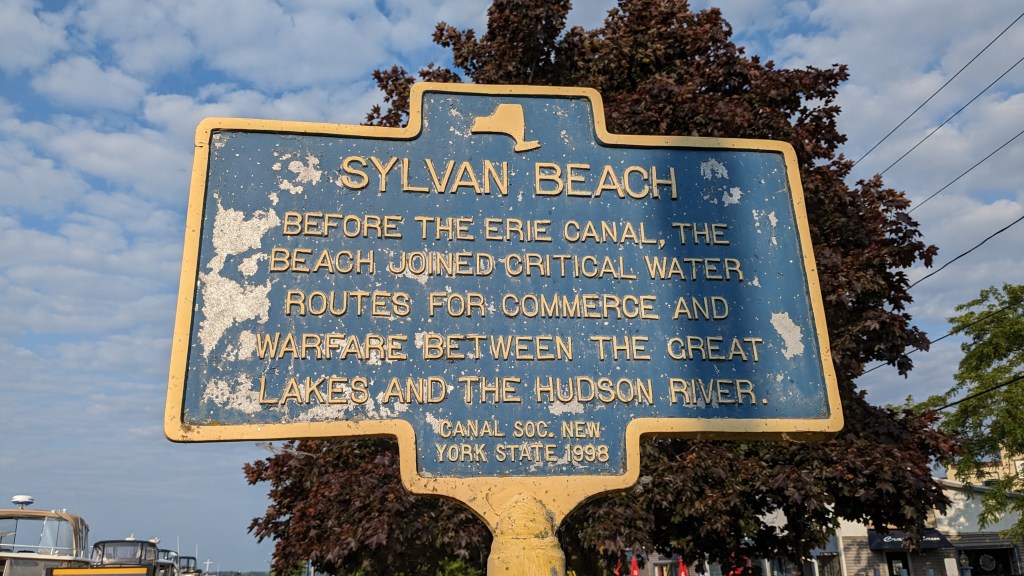 SYLVAN BEACH
BEFORE THE ERIE CANAL, THE
BEACH JOINED CRITICAL WATER
ROUTES FOR COMMERCE AND
WARFARE BETWEEN THE GREAT
LAKES AND THE HUDSON RIVER.
CANAL SOC. NEW
YORK STATE 1998